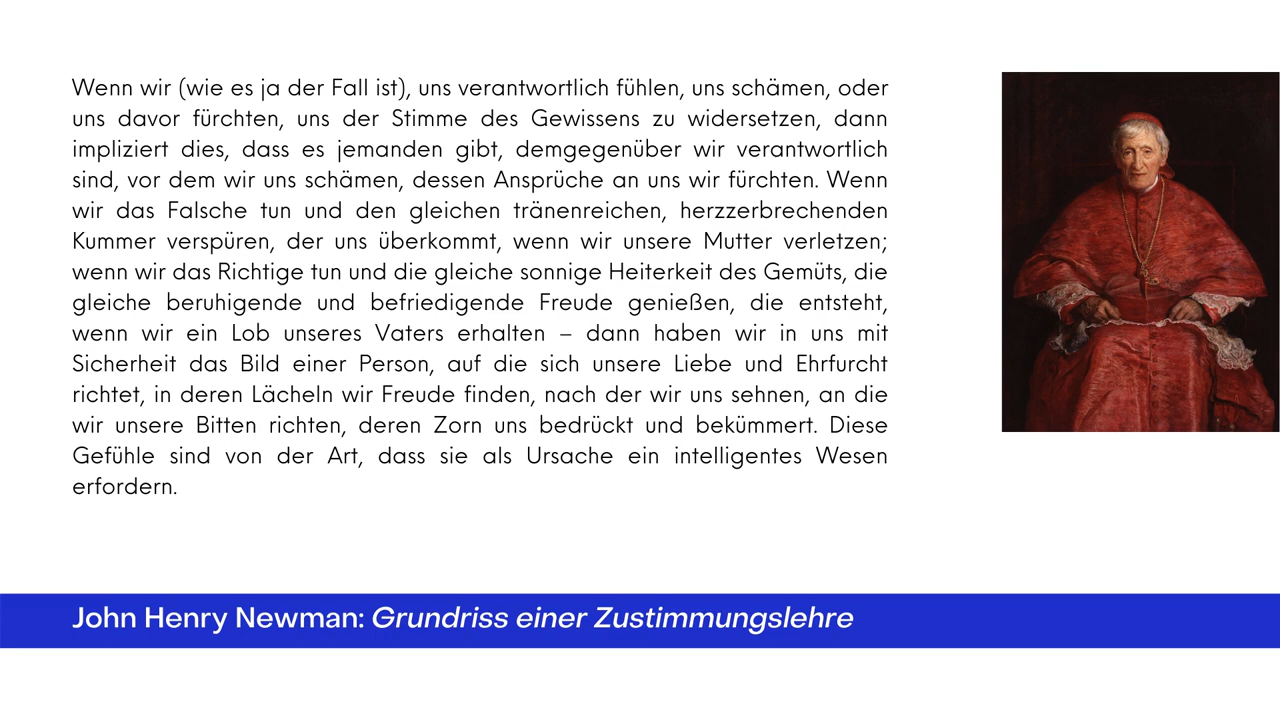 Wenn wir (wie es ja der Fall ist), uns verantwortlich fühlen, uns schämen, oder
uns davor fürchten, uns der Stimme des Gewissens zu widersetzen, dann
impliziert dies, dass es jemanden gibt, demgegenüber wir verantwortlich
sind, vor dem wir uns schämen, dessen Ansprüche an uns wir fürchten. Wenn
wir das Falsche tun und den gleichen tränenreichen, herzzerbrechenden
Kummer verspüren, der uns überkommt, wenn wir unsere Mutter verletzen;
wenn wir das Richtige tun und die gleiche sonnige Heiterkeit des Gemüts, die
gleiche beruhigende und befriedigende Freude genießen, die entsteht,
wenn wir ein Lob unseres Vaters erhalten – dann haben wir in uns mit
Sicherheit das Bild einer Person, auf die sich unsere Liebe und Ehrfurcht
richtet, in deren Lächeln wir Freude finden, nach der wir uns sehnen, an die
wir unsere Bitten richten, deren Zorn uns bedrückt und bekümmert. Diese
Gefühle sind von der Art, dass sie als Ursache ein intelligentes Wesen
erfordern.
John Henry Newman: Grundriss einer Zustimmungslehre